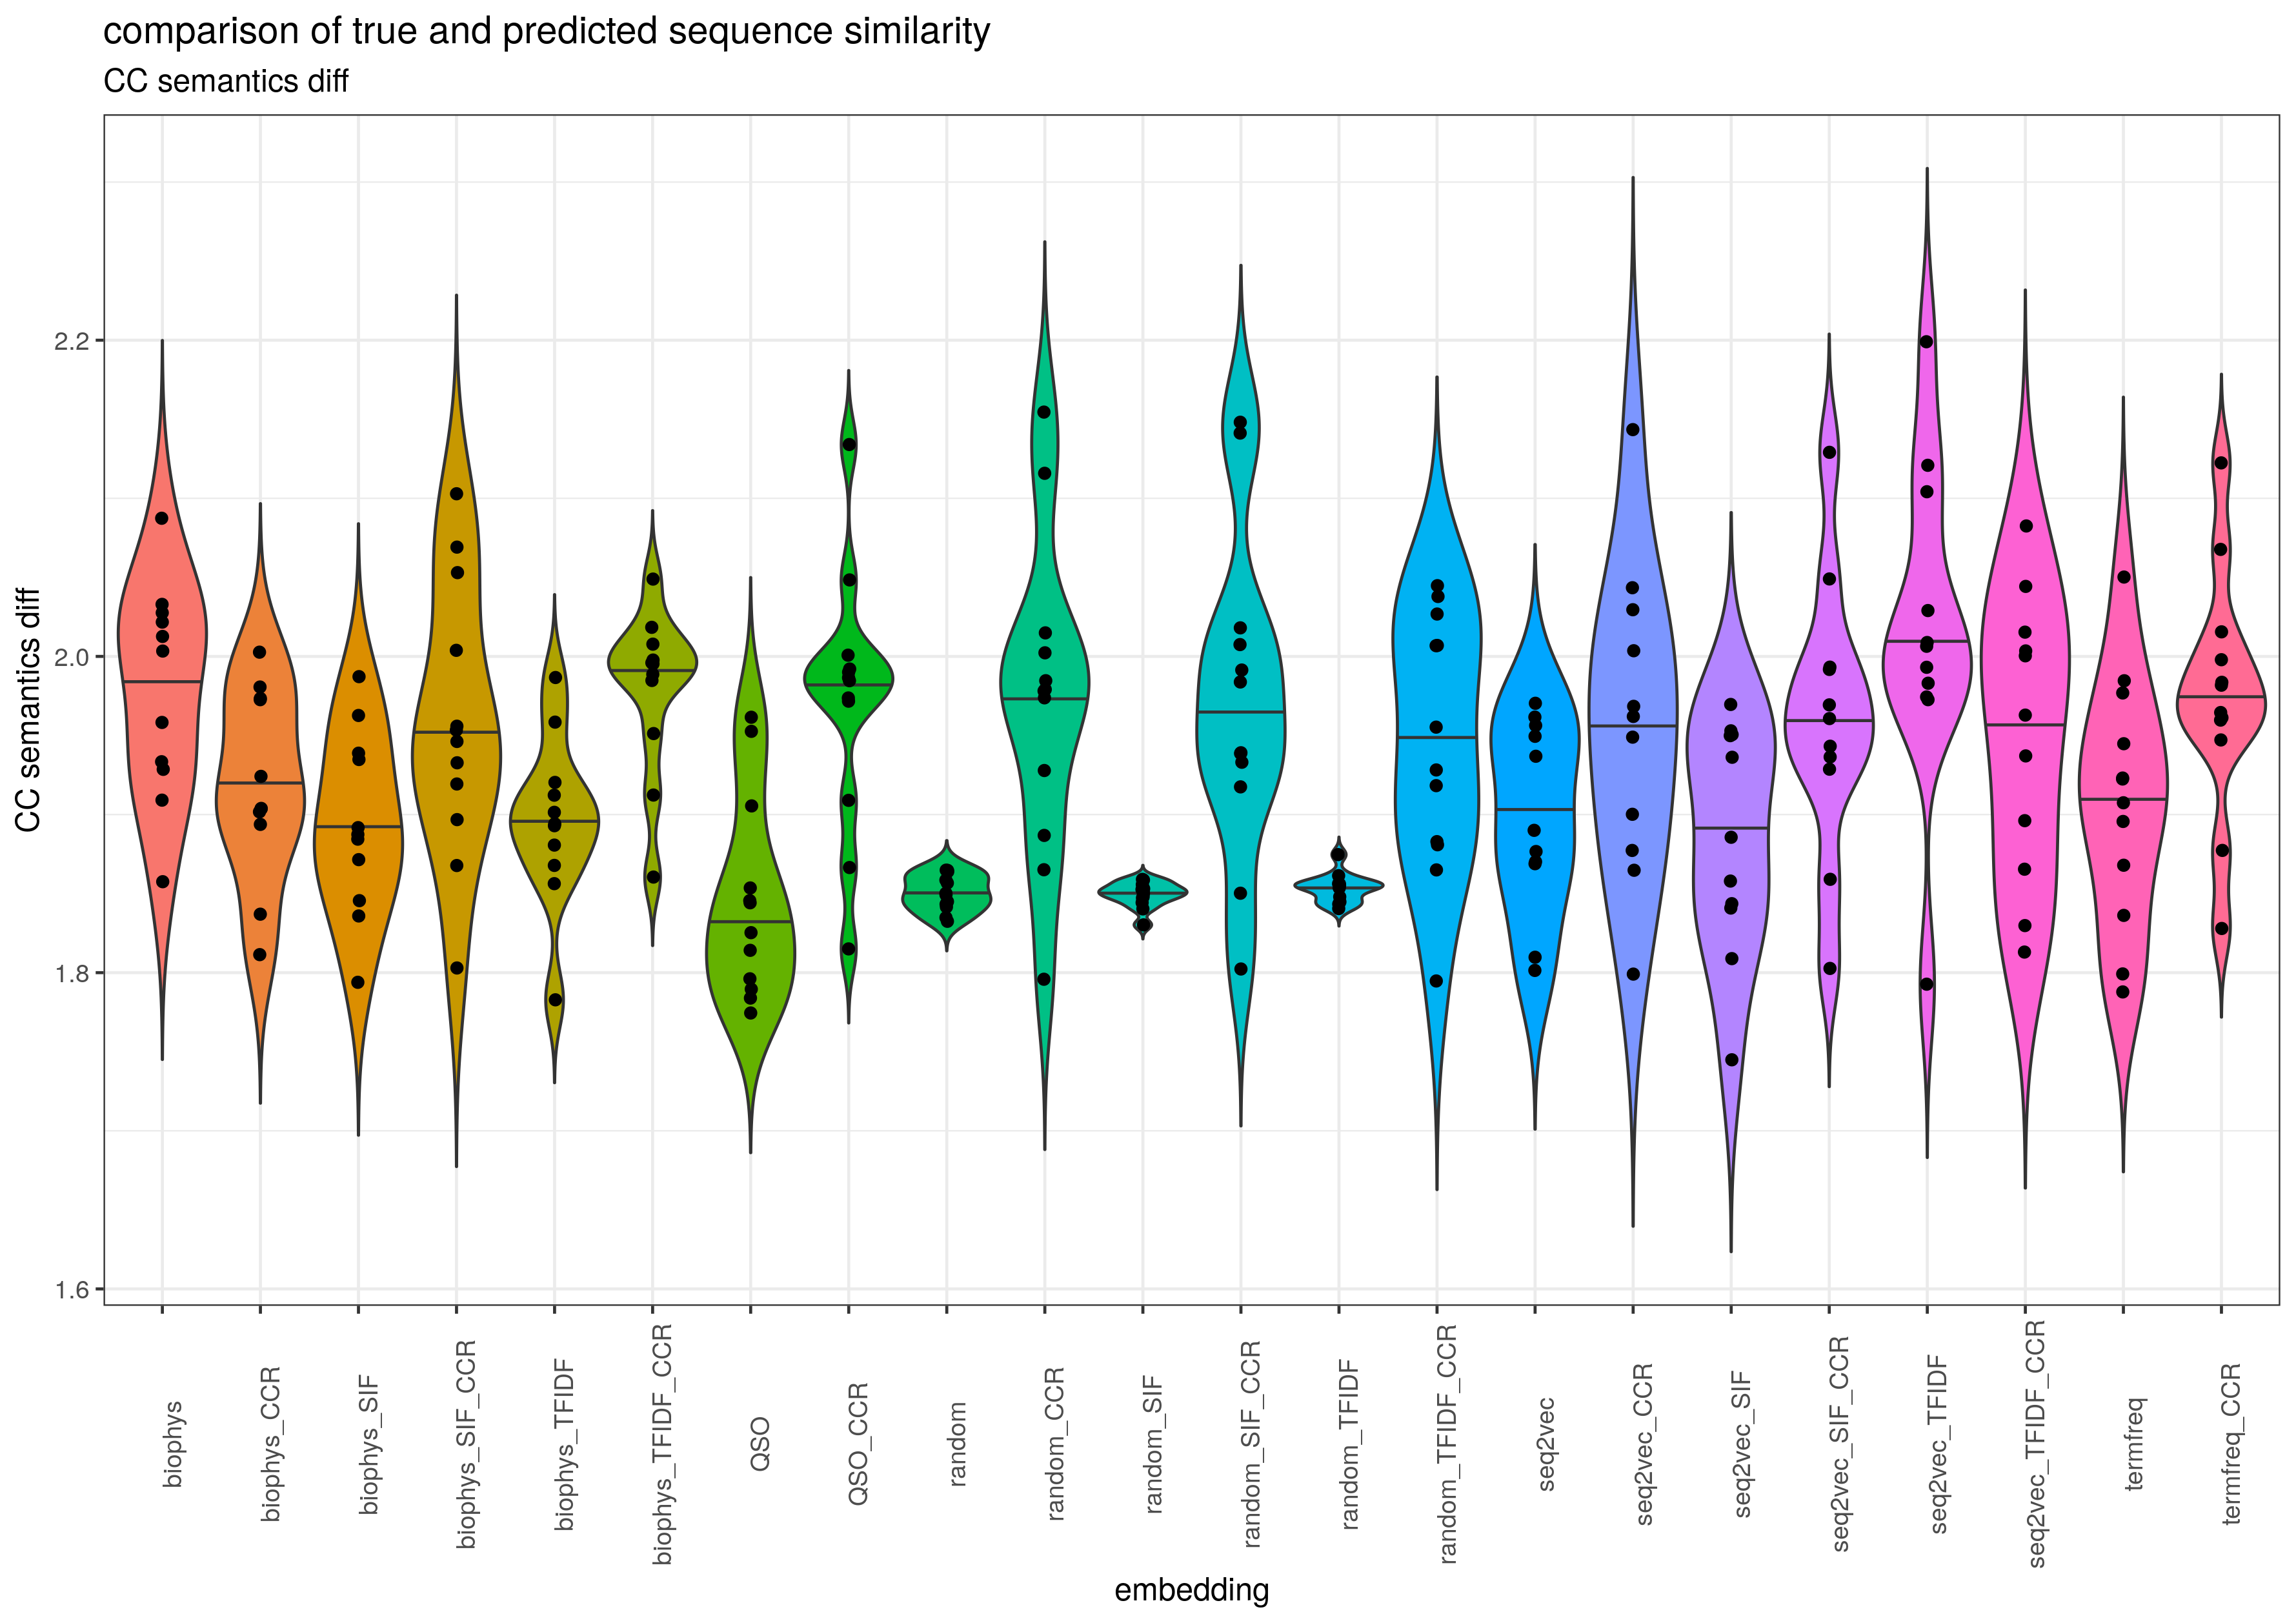 comparison of true and predicted sequence similarity
CC semantics diff
CC semantics diff
2.2
2.0
1.8
1.6
biophys
biophys_CCR
biophys_SIF
biophys_SIF_CCR
biophys_TFIDF
biophys_TFIDF_CCR
QSO
QSO_CCR
random
random_CCR
random_SIF
random_SIF_CCR
random_TFIDF
random_TFIDF_CCR
seq2vec
seq2vec_CCR
seq2vec_SIF
seq2vec_SIF_CCR
seq2vec_TFIDF
seq2vec_TFIDF_CCR
termfreq
termfreq_CCR
embedding